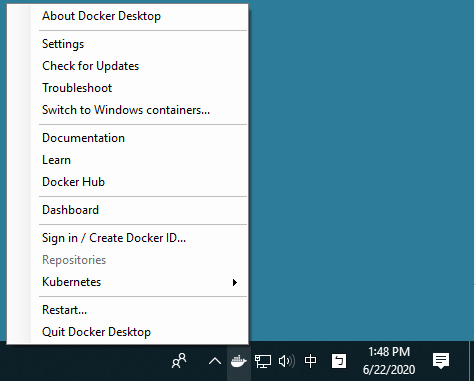 About Docker Desktop
Settings
Check for Updates
Troubleshoot
Switch to Windows containers...
Documentation
Learn
Docker Hub
Dashboard
Sign in / Create Docker ID...
Repositories
Kubernetes
Restart...
Quit Docker Desktop
中
1:48 PM
6/22/2020